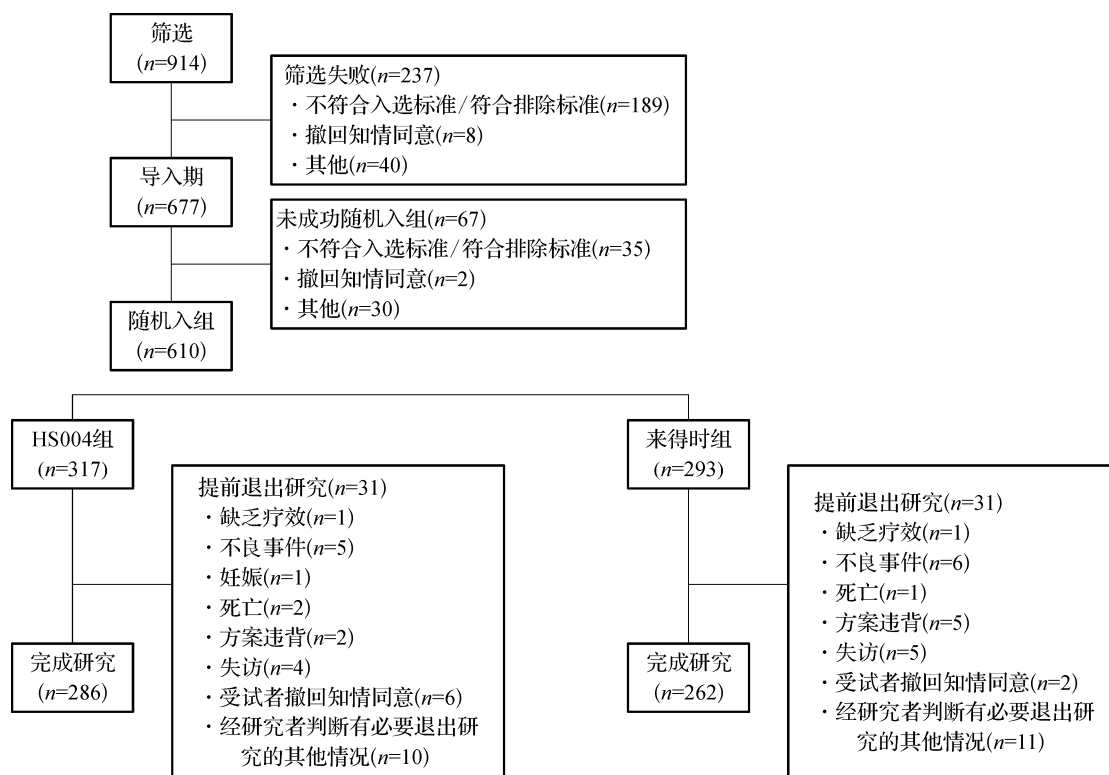 筛选
(n=914)
筛选失败(n=237)
·不符合入选标准/符合排除标准(n=189)
·撤回知情同意(n=8)
·其他(n=40)
导入期
(n=677)
未成功随机入组(n=67)
·不符合入选标准/符合排除标准(n=35)
·撤回知情同意(n=2)
·其他(n=30)
随机入组
(n=610)
HS004组
(n=317)
提前退出研究(n=31)
·缺乏疗效(n=1)
·不良事件(n=5)
·妊娠(n=1)
·死亡(n=2)
·方案违背(n=2)
·失访(n=4)
·受试者撤回知情同意(n=6)
·经研究者判断有必要退出研
究的其他情况(n=10)
完成研究
(n=286)
来得时组
(n=293)
提前退出研究(n=31)
·缺乏疗效(n=1)
·不良事件(n=6)
·死亡(n=1)
·方案违背(n=5)
·失访(n=5)
·受试者撤回知情同意(n=2)
·经研究者判断有必要退出研
究的其他情况(n=11)
完成研究
(n=262)